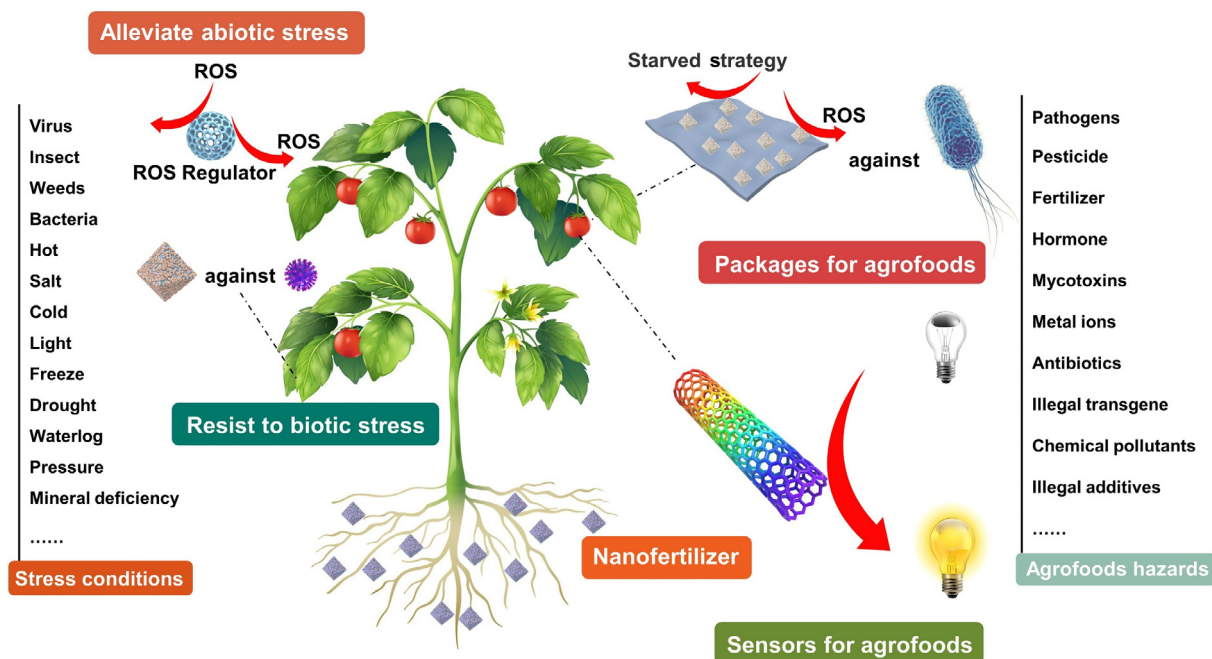 Alleviate abiotic stress
ROS
ROS
ROS Regulator
Virus
Insect
Weeds
Bacteria
Hot
Salt
Cold
Light
Freeze
Drought
Waterlog
Pressure
Mineral deficiency
......
Stress conditions
against
Resist to biotic stress
Nanofertilizer
Starved strategy
ROS
against
Packages for agrofoods
Sensors for agrofoods
Pathogens
Pesticide
Fertilizer
Hormone
Mycotoxins
Metal ions
Antibiotics
Illegal transgene
Chemical pollutants
Illegal additives
......
Agrofoods hazards